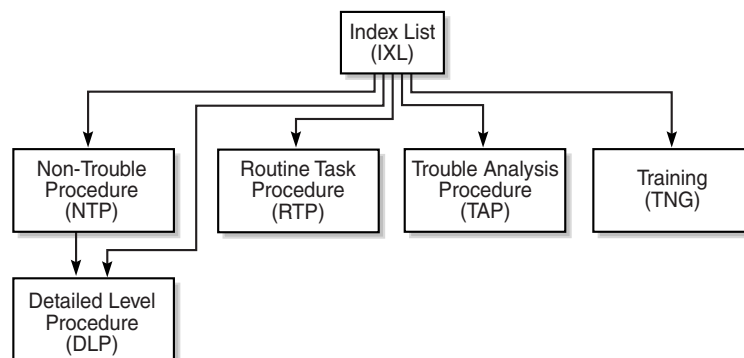 Index List
(IXL)
Non-Trouble
Procedure
(NTP)
Routine Task
Procedure
(RTP)
Trouble Analysis
Procedure
(TAP)
Training
(TNG)
Detailed Level
Procedure
(DLP)